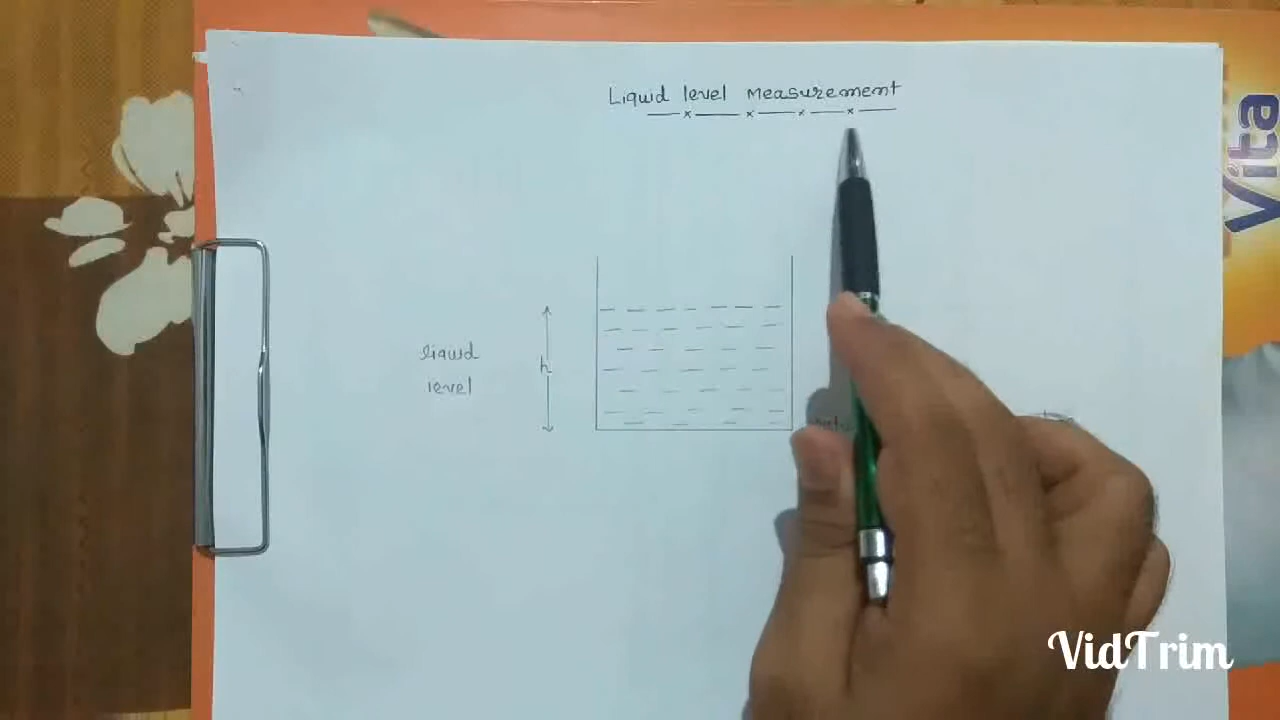 Liquid level Measurement
liquid
level
h
Vita
VidTrim